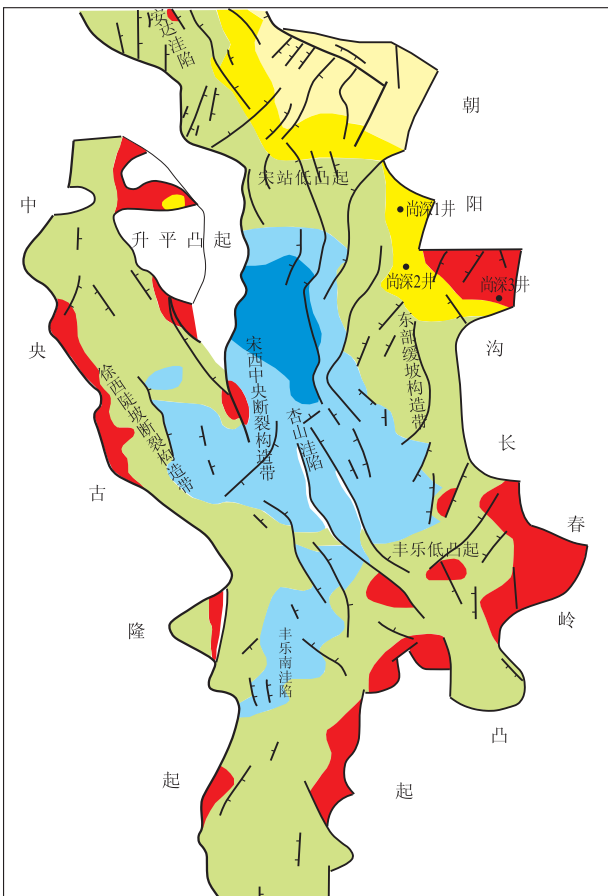 安达洼陷
朝
阳
沟
长
春
岭
凸
起
宋站低凸起
尚深1井
尚深2井
尚深3井
中
央
古
隆
起
升平凸起
东部缓坡构造带
宋西中央断裂构造带
徐西陡坡断裂构造带
杏山洼陷
丰乐低凸起
丰乐南洼陷